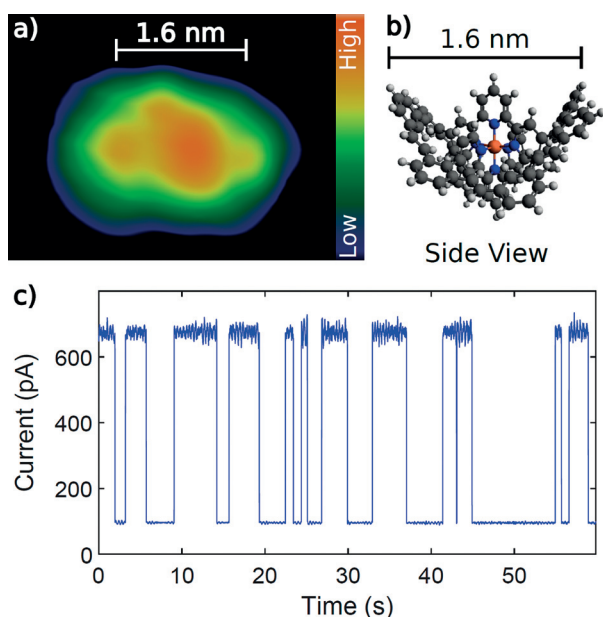 a)
1.6 nm
High
Low
b)
1.6 nm
Side View
c)
Current (pA)
600
400
200
0
0 10 20 30 40 50
Time (s)